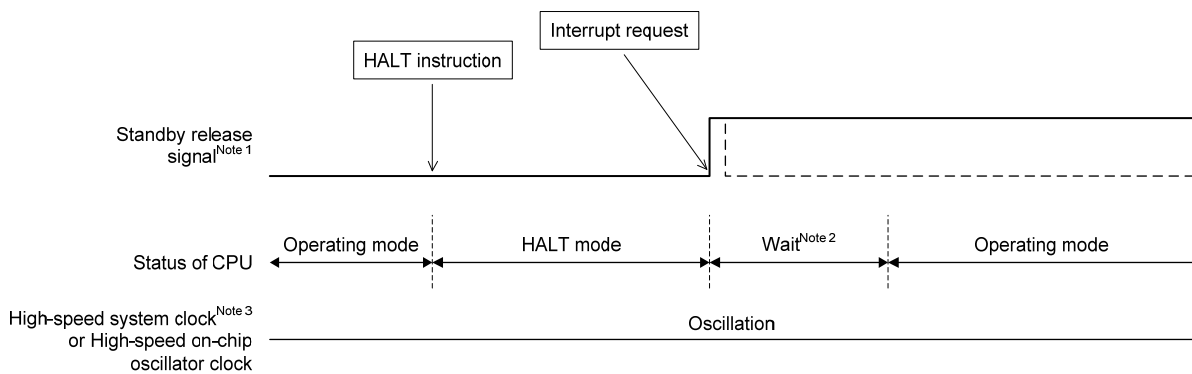 Interrupt request
HALT instruction
Standby release
signalNote 1
Operating mode
HALT mode
WaitNote 2
Operating mode
Status of CPU
High-speed system clockNote 3
or High-speed on-chip
oscillator clock
Oscillation